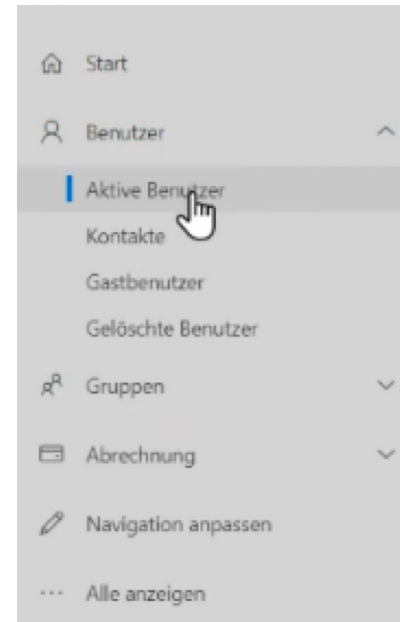 Start
Benutzer
Aktive Benutzer
Kontakte
Gastbenutzer
Gelöschte Benutzer
Gruppen
Abrechnung
Navigation anpassen
Alle anzeigen